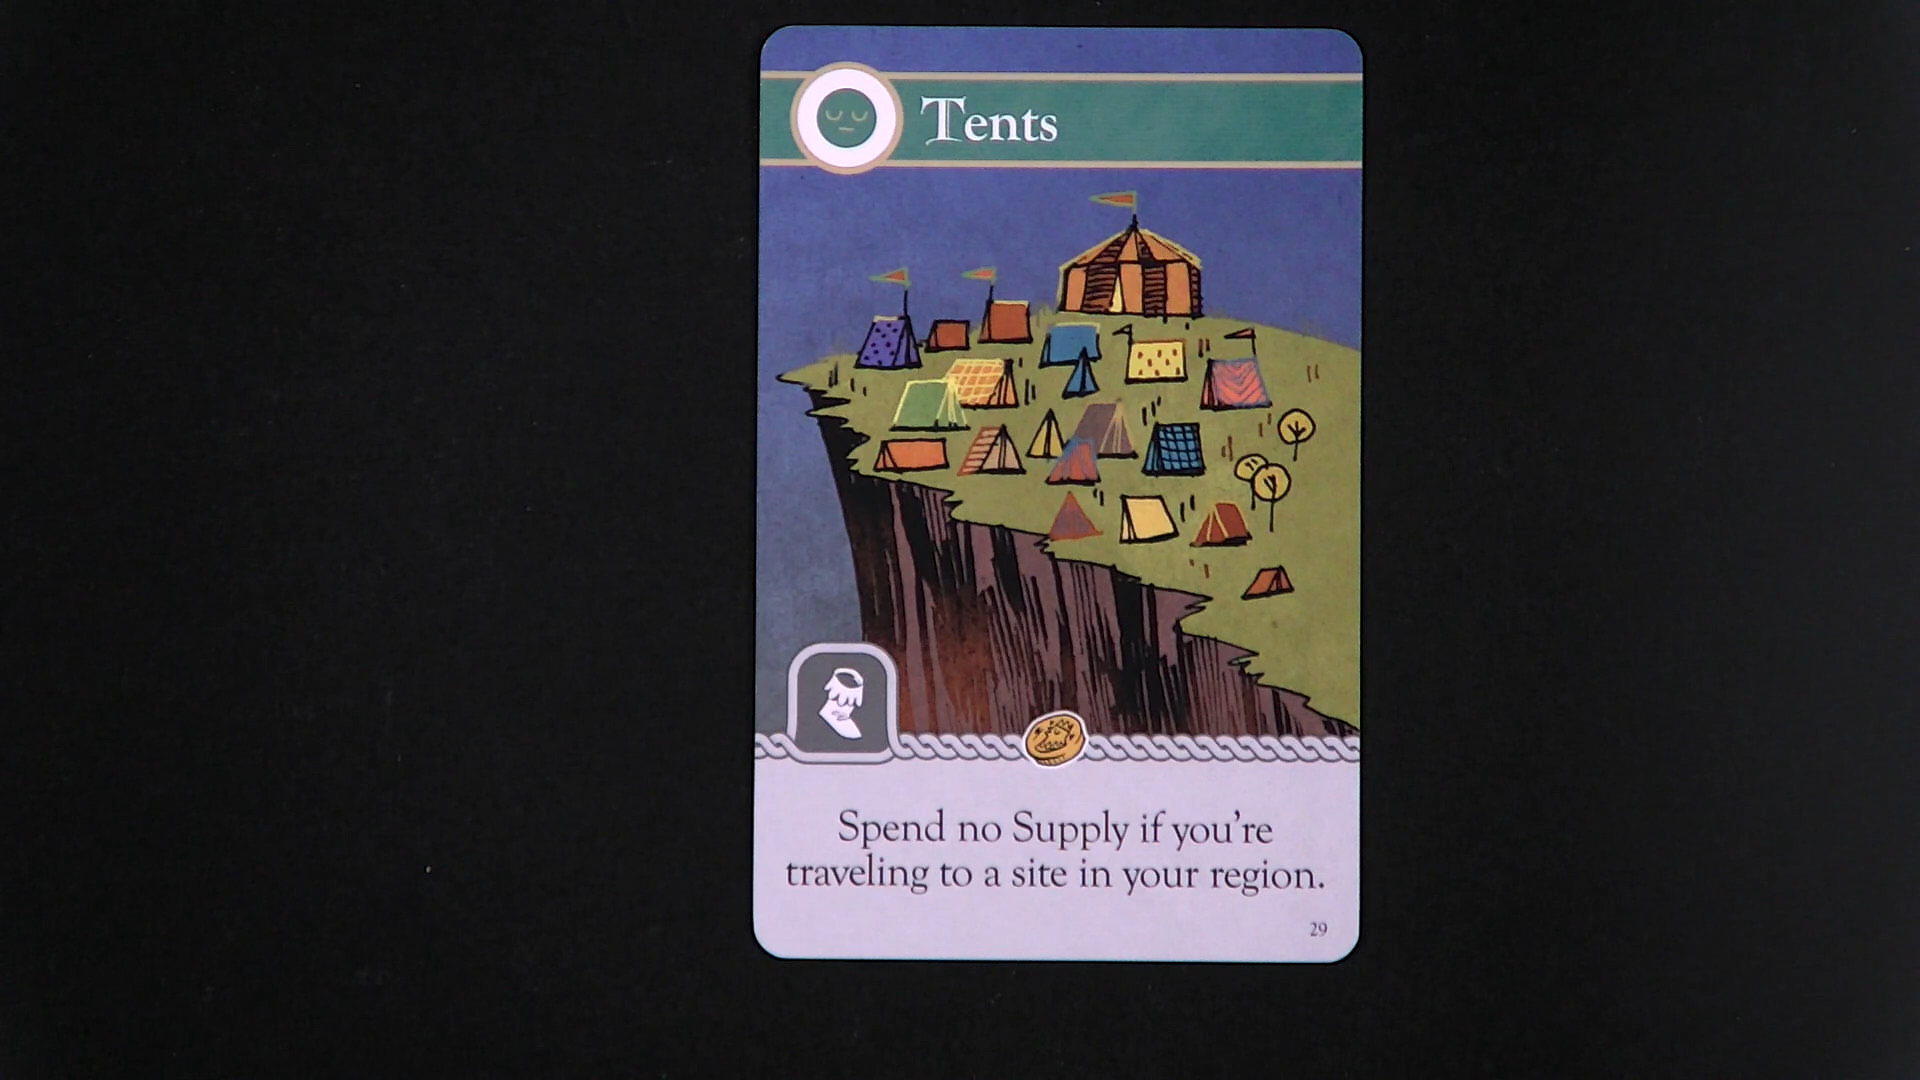 Tents
Spend no Supply if you're
traveling to a site in your region.
29